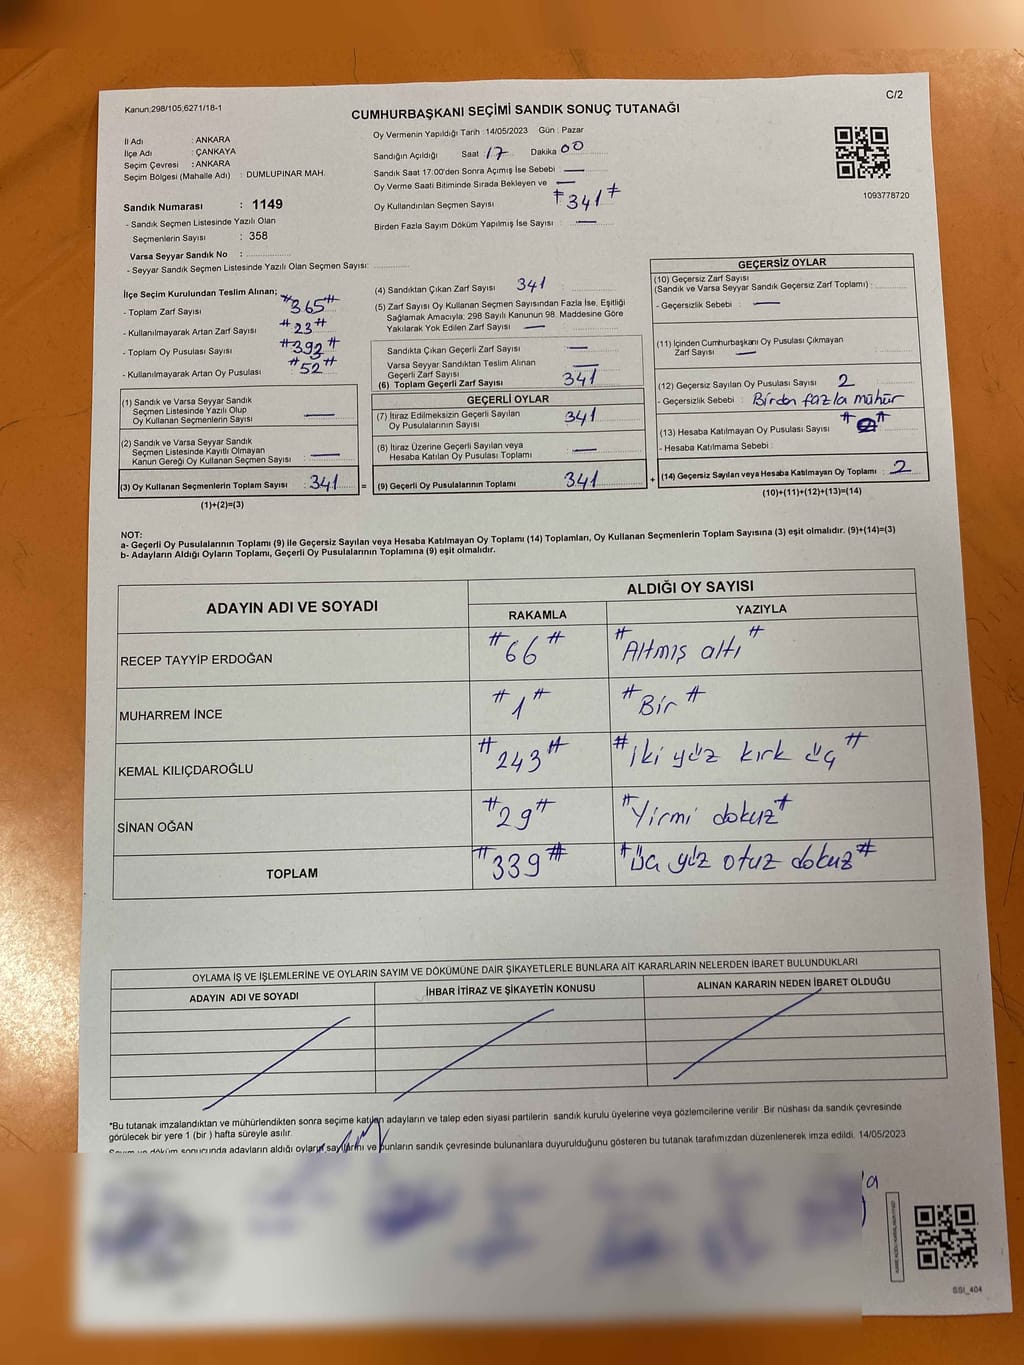 Kanun:298/105,6271/18-1
C/2
CUMHURBAŞKANI SEÇİMİ SANDIK SONUÇ TUTANAĞI
İl Adı : ANKARA
İlçe Adı : ÇANKAYA
Seçim Çevresi : ANKARA
Seçim Bölgesi (Mahalle Adı) : DUMLUPINAR MAH.
Oy Vermenin Yapıldığı Tarih : 14/05/2023 Gün : Pazar
Sandığın Açıldığı Saat 17 Dakika 00
Sandık Saat 17:00'den Sonra Açımış İse Sebebi : —
Oy Verme Saati Bitiminde Sırada Bekleyen ve —
Oy Kullandırılan Seçmen Sayısı #341#
Birden Fazla Sayım Döküm Yapılmış İse Sayısı : —
1093778720
Sandık Numarası : 1149
- Sandık Seçmen Listesinde Yazılı Olan
Seçmenlerin Sayısı : 358
Varsa Seyyar Sandık No :
- Seyyar Sandık Seçmen Listesinde Yazılı Olan Seçmen Sayısı:
İlçe Seçim Kurulundan Teslim Alınan;
- Toplam Zarf Sayısı : #365#
- Kullanılmayarak Artan Zarf Sayısı : #23#
- Toplam Oy Pusulası Sayısı : #392#
- Kullanılmayarak Artan Oy Pusulası : #52#
(1) Sandık ve Varsa Seyyar Sandık
Seçmen Listesinde Yazılı Olup
Oy Kullanan Seçmenlerin Sayısı : —
(2) Sandık ve Varsa Seyyar Sandık
Seçmen Listesinde Kayıtlı Olmayan
Kanun Gereği Oy Kullanan Seçmen Sayısı : —
(3) Oy Kullanan Seçmenlerin Toplam Sayısı : 341 =
(1)+(2)=(3)
(4) Sandıktan Çıkan Zarf Sayısı 341
(5) Zarf Sayısı Oy Kullanan Seçmen Sayısından Fazla İse, Eşitliği
Sağlamak Amacıyla; 298 Sayılı Kanunun 98. Maddesine Göre
Yakılarak Yok Edilen Zarf Sayısı —
Sandıkta Çıkan Geçerli Zarf Sayısı —
Varsa Seyyar Sandıktan Teslim Alınan
Geçerli Zarf Sayısı —
(6) Toplam Geçerli Zarf Sayısı 341
GEÇERLİ OYLAR
(7) İtiraz Edilmeksizin Geçerli Sayılan
Oy Pusulalarının Sayısı 341
(8) İtiraz Üzerine Geçerli Sayılan veya
Hesaba Katılan Oy Pusulası Toplamı —
(9) Geçerli Oy Pusulalarının Toplamı 341 +
GEÇERSİZ OYLAR
(10) Geçersiz Zarf Sayısı
(Sandık ve Varsa Seyyar Sandık Geçersiz Zarf Toplamı) :
- Geçersizlik Sebebi : —
(11) İçinden Cumhurbaşkanı Oy Pusulası Çıkmayan
Zarf Sayısı —
(12) Geçersiz Sayılan Oy Pusulası Sayısı 2
- Geçersizlik Sebebi : Birden fazla mühür
(13) Hesaba Katılmayan Oy Pusulası Sayısı
- Hesaba Katılmama Sebebi :
(14) Geçersiz Sayılan veya Hesaba Katılmayan Oy Toplamı : 2
(10)+(11)+(12)+(13)=(14)
NOT:
a- Geçerli Oy Pusulalarının Toplamı (9) ile Geçersiz Sayılan veya Hesaba Katılmayan Oy Toplamı (14) Toplamları, Oy Kullanan Seçmenlerin Toplam Sayısına (3) eşit olmalıdır. (9)+(14)=(3)
b- Adayların Aldığı Oyların Toplamı, Geçerli Oy Pusulalarının Toplamına (9) eşit olmalıdır.
ADAYIN ADI VE SOYADI
ALDIĞI OY SAYISI
RAKAMLA YAZIYLA
RECEP TAYYİP ERDOĞAN #66# #Altmış altı#
MUHARREM İNCE #1# #Bir#
KEMAL KILIÇDAROĞLU #243# #iki yüz kırk üç#
SİNAN OĞAN #29# #Yirmi dokuz#
TOPLAM #339# #üç yüz otuz dokuz#
OYLAMA İŞ VE İŞLEMLERİNE VE OYLARIN SAYIM VE DÖKÜMÜNE DAİR ŞİKAYETLERLE BUNLARA AİT KARARLARIN NELERDEN İBARET BULUNDUKLARI
ADAYIN ADI VE SOYADI İHBAR İTİRAZ VE ŞİKAYETİN KONUSU ALINAN KARARIN NEDEN İBARET OLDUĞU
*Bu tutanak imzalandıktan ve mühürlendikten sonra seçime katılan adayların ve talep eden siyasi partilerin sandık kurulu üyelerine veya gözlemcilerine verilir .Bir nüshası da sandık çevresinde
görülecek bir yere 1 (bir ) hafta süreyle asılır.
Sayım ve döküm sonucunda adayların aldığı oyların sayılarını ve bunların sandık çevresinde bulunanlara duyurulduğunu gösteren bu tutanak tarafımızdan düzenlenerek imza edildi. 14/05/2023
SSI_404